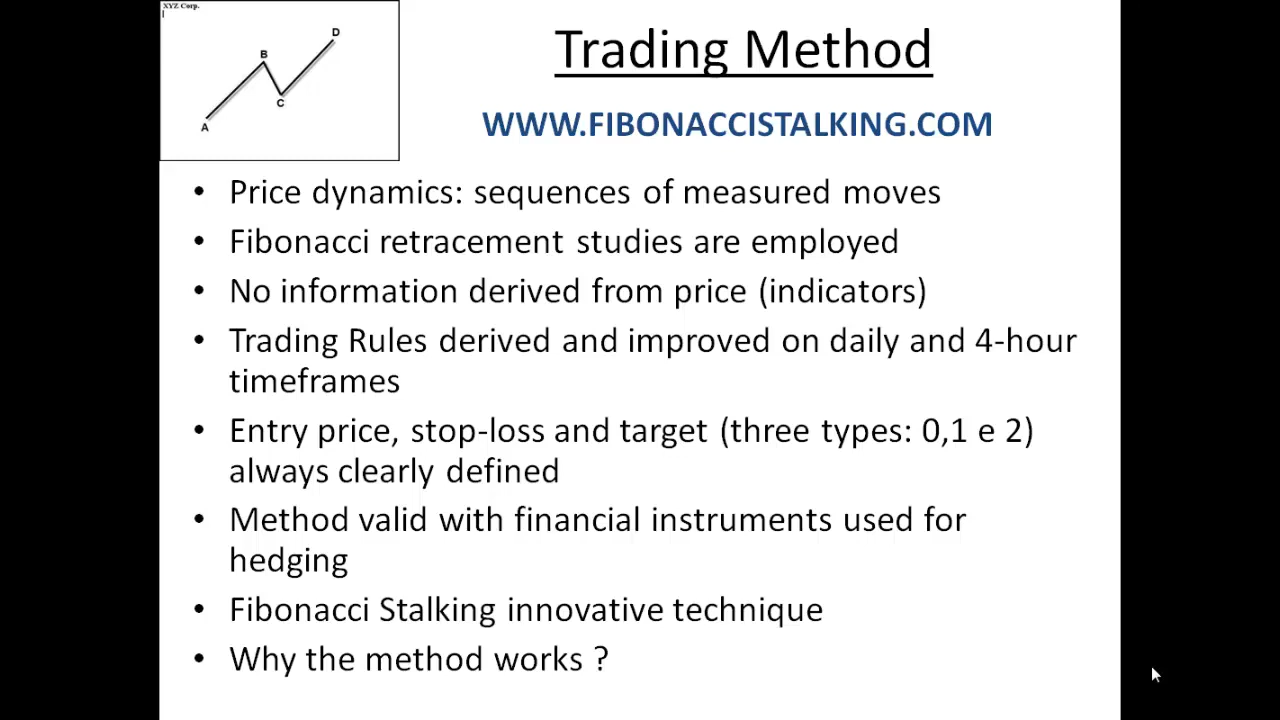 XYZ Corp.
D
B
C
A
Trading Method
WWW.FIBONACCISTALKING.COM
• Price dynamics: sequences of measured moves
• Fibonacci retracement studies are employed
• No information derived from price (indicators)
• Trading Rules derived and improved on daily and 4-hour
timeframes
• Entry price, stop-loss and target (three types: 0,1 e 2)
always clearly defined
• Method valid with financial instruments used for
hedging
• Fibonacci Stalking innovative technique
• Why the method works ?